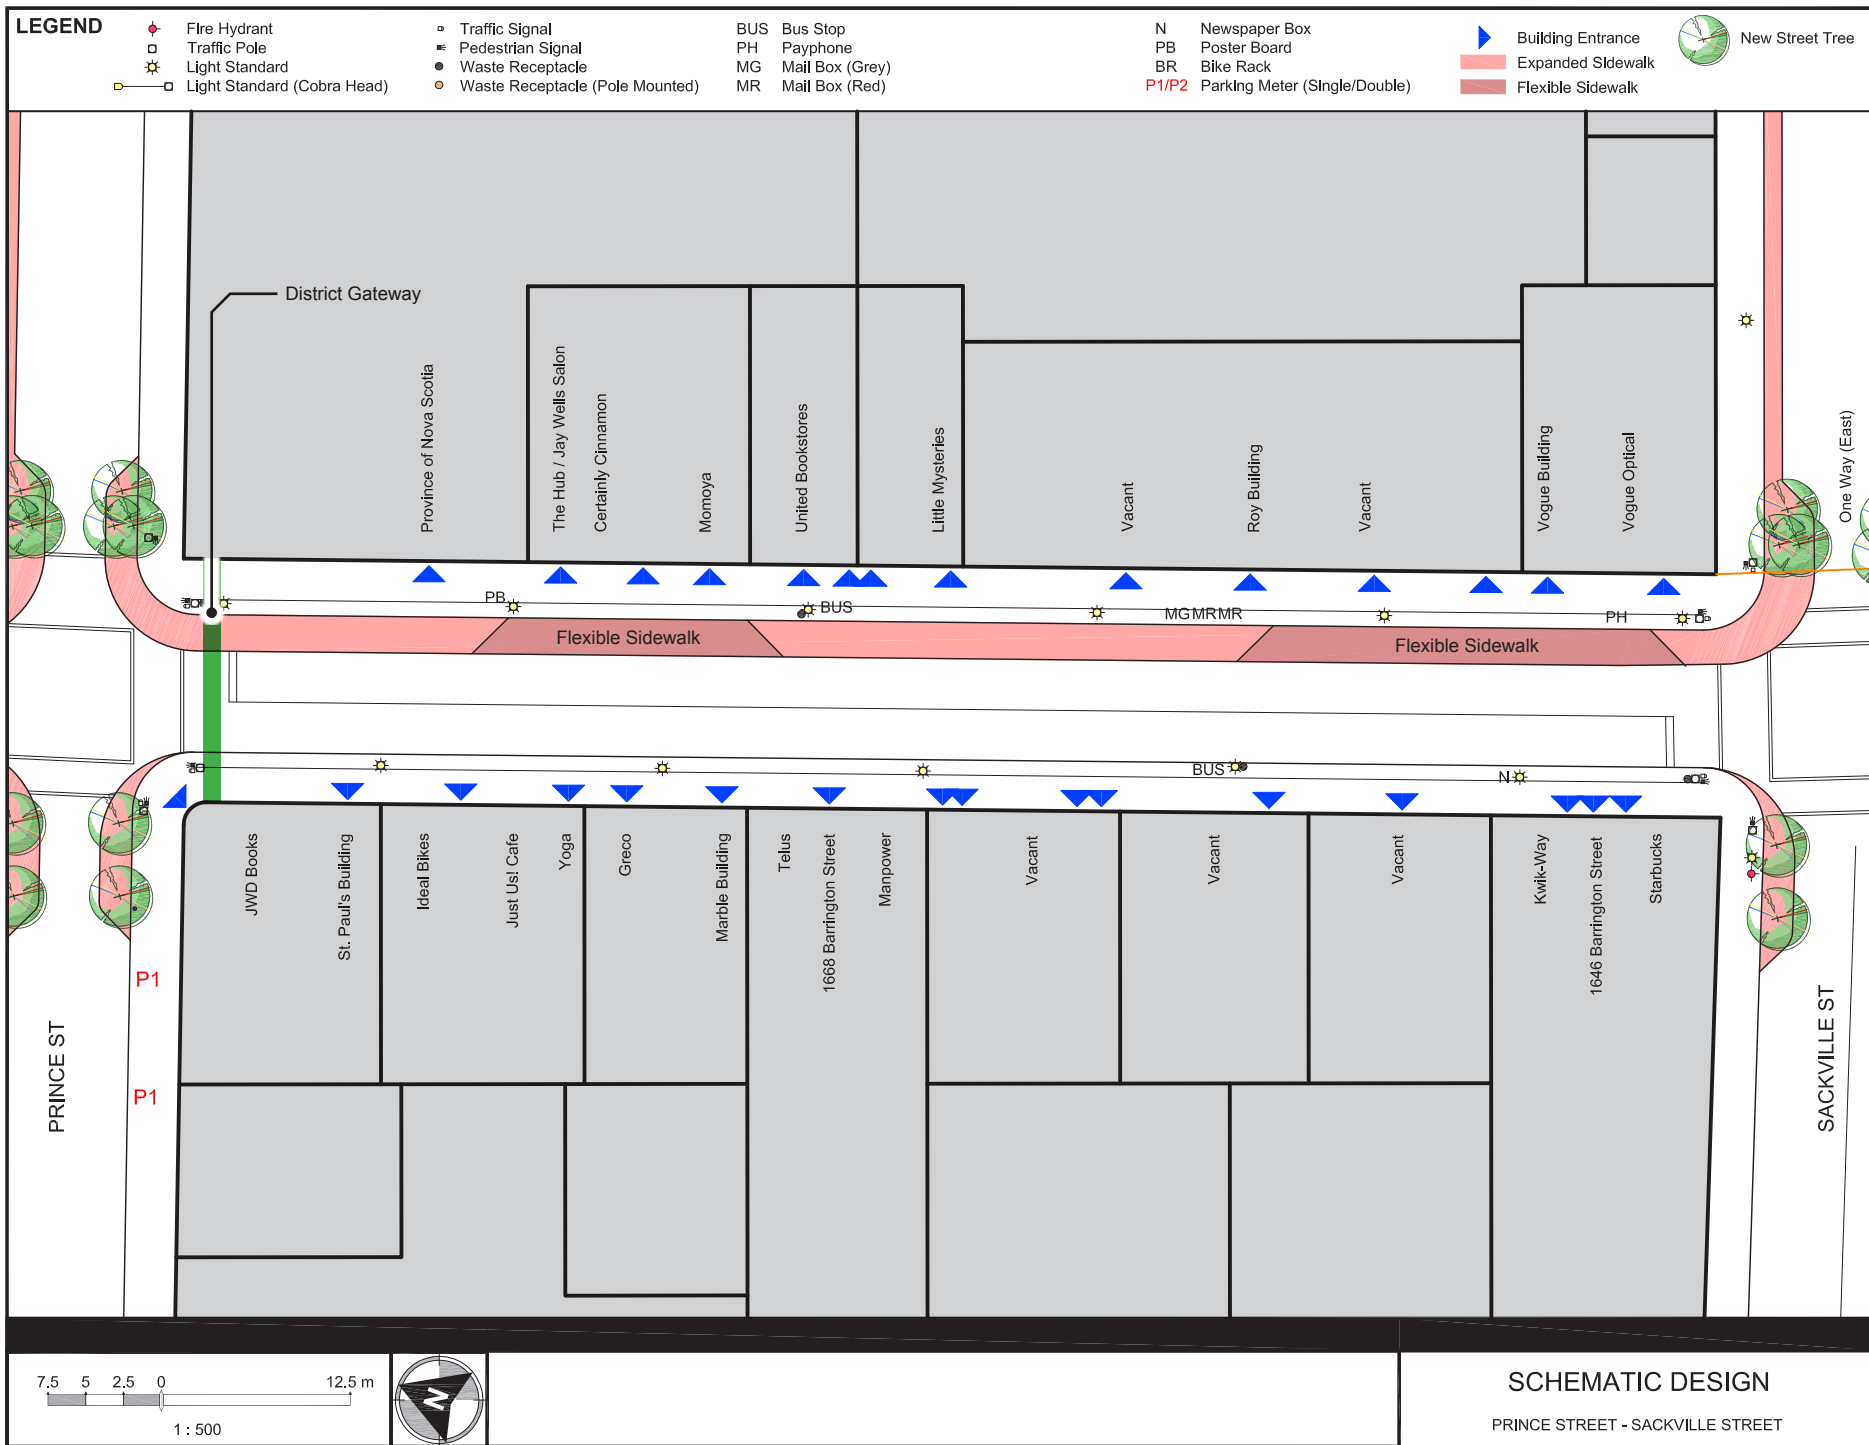 LEGEND
Fire Hydrant
Traffic Pole
Light Standard
Light Standard (Cobra Head)
Traffic Signal
Pedestrian Signal
Waste Receptacle
Waste Receptacle (Pole Mounted)
BUS Bus Stop
PH Payphone
MG Mail Box (Grey)
MR Mail Box (Red)
N Newspaper Box
PB Poster Board
BR Bike Rack
P1/P2 Parking Meter (Single/Double)
Building Entrance
Expanded Sidewalk
Flexible Sidewalk
New Street Tree
District Gateway
Province of Nova Scotia
The Hub / Jay Wells Salon
Certainly Cinnamon
Momoya
United Bookstores
Little Mysteries
Vacant
Roy Building
Vacant
Vogue Building
Vogue Optical
One Way (East)
PB
BUS
MGMRMR
PH
Flexible Sidewalk
Flexible Sidewalk
BUS
N
JWD Books
St. Paul's Building
Ideal Bikes
Just Us! Cafe
Yoga
Greco
Marble Building
Telus
1668 Barrington Street
Manpower
Vacant
Vacant
Vacant
Kwik-Way
1646 Barrington Street
Starbucks
P1
P1
PRINCE ST
SACKVILLE ST
7.5 5 2.5 0 12.5 m
1 : 500
N
SCHEMATIC DESIGN
PRINCE STREET - SACKVILLE STREET